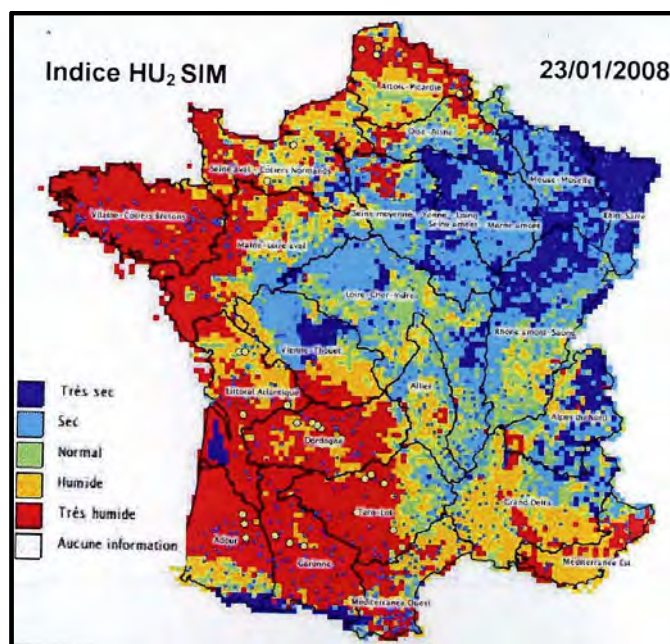 Indice HU₂ SIM
23/01/2008
Artois-Picardie
Oise-Aisne
Seine aval - Cotiers Normands
Meuse-Moselle
Rhin-Sarre
Vilaine-Cotiers Bretons
Seine moyenne
Yonne - Loing
Seine amont
Marne amont
Maine-Loire aval
Loire-Cher-Indre
Rhône amont-Saône
Vienne-Thouet
Allier
Littoral Atlantique
Alpes du Nord
Dordogne
Grand Delta
Tarn-Lot
Adour
Garonne
Méditerranée Est
Méditerranée Ouest
Très sec
Sec
Normal
Humide
Très humide
Aucune information